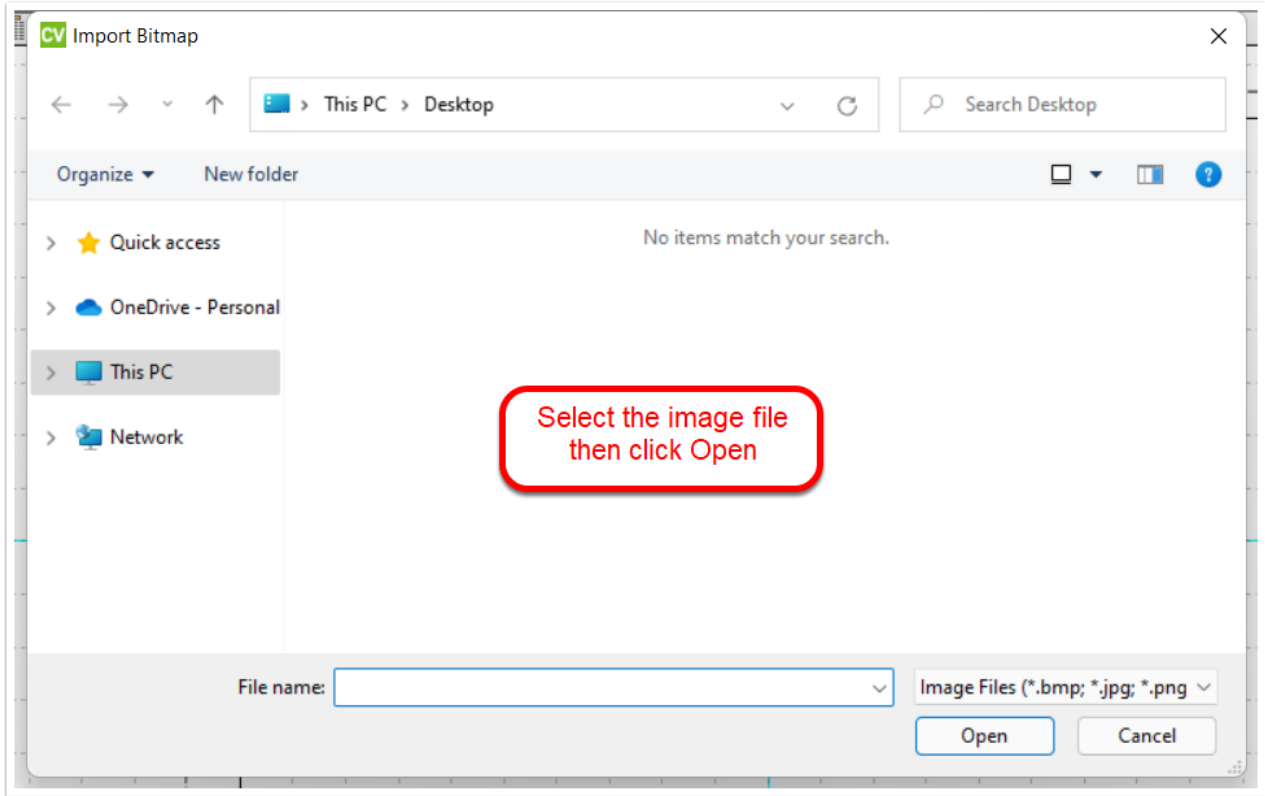 CV Import Bitmap
This PC > Desktop
Search Desktop
Organize
New folder
?
Quick access
No items match your search.
OneDrive - Personal
This PC
Network
Select the image file
then click Open
File name:
Image Files (*.bmp; *.jpg; *.png
Open
Cancel